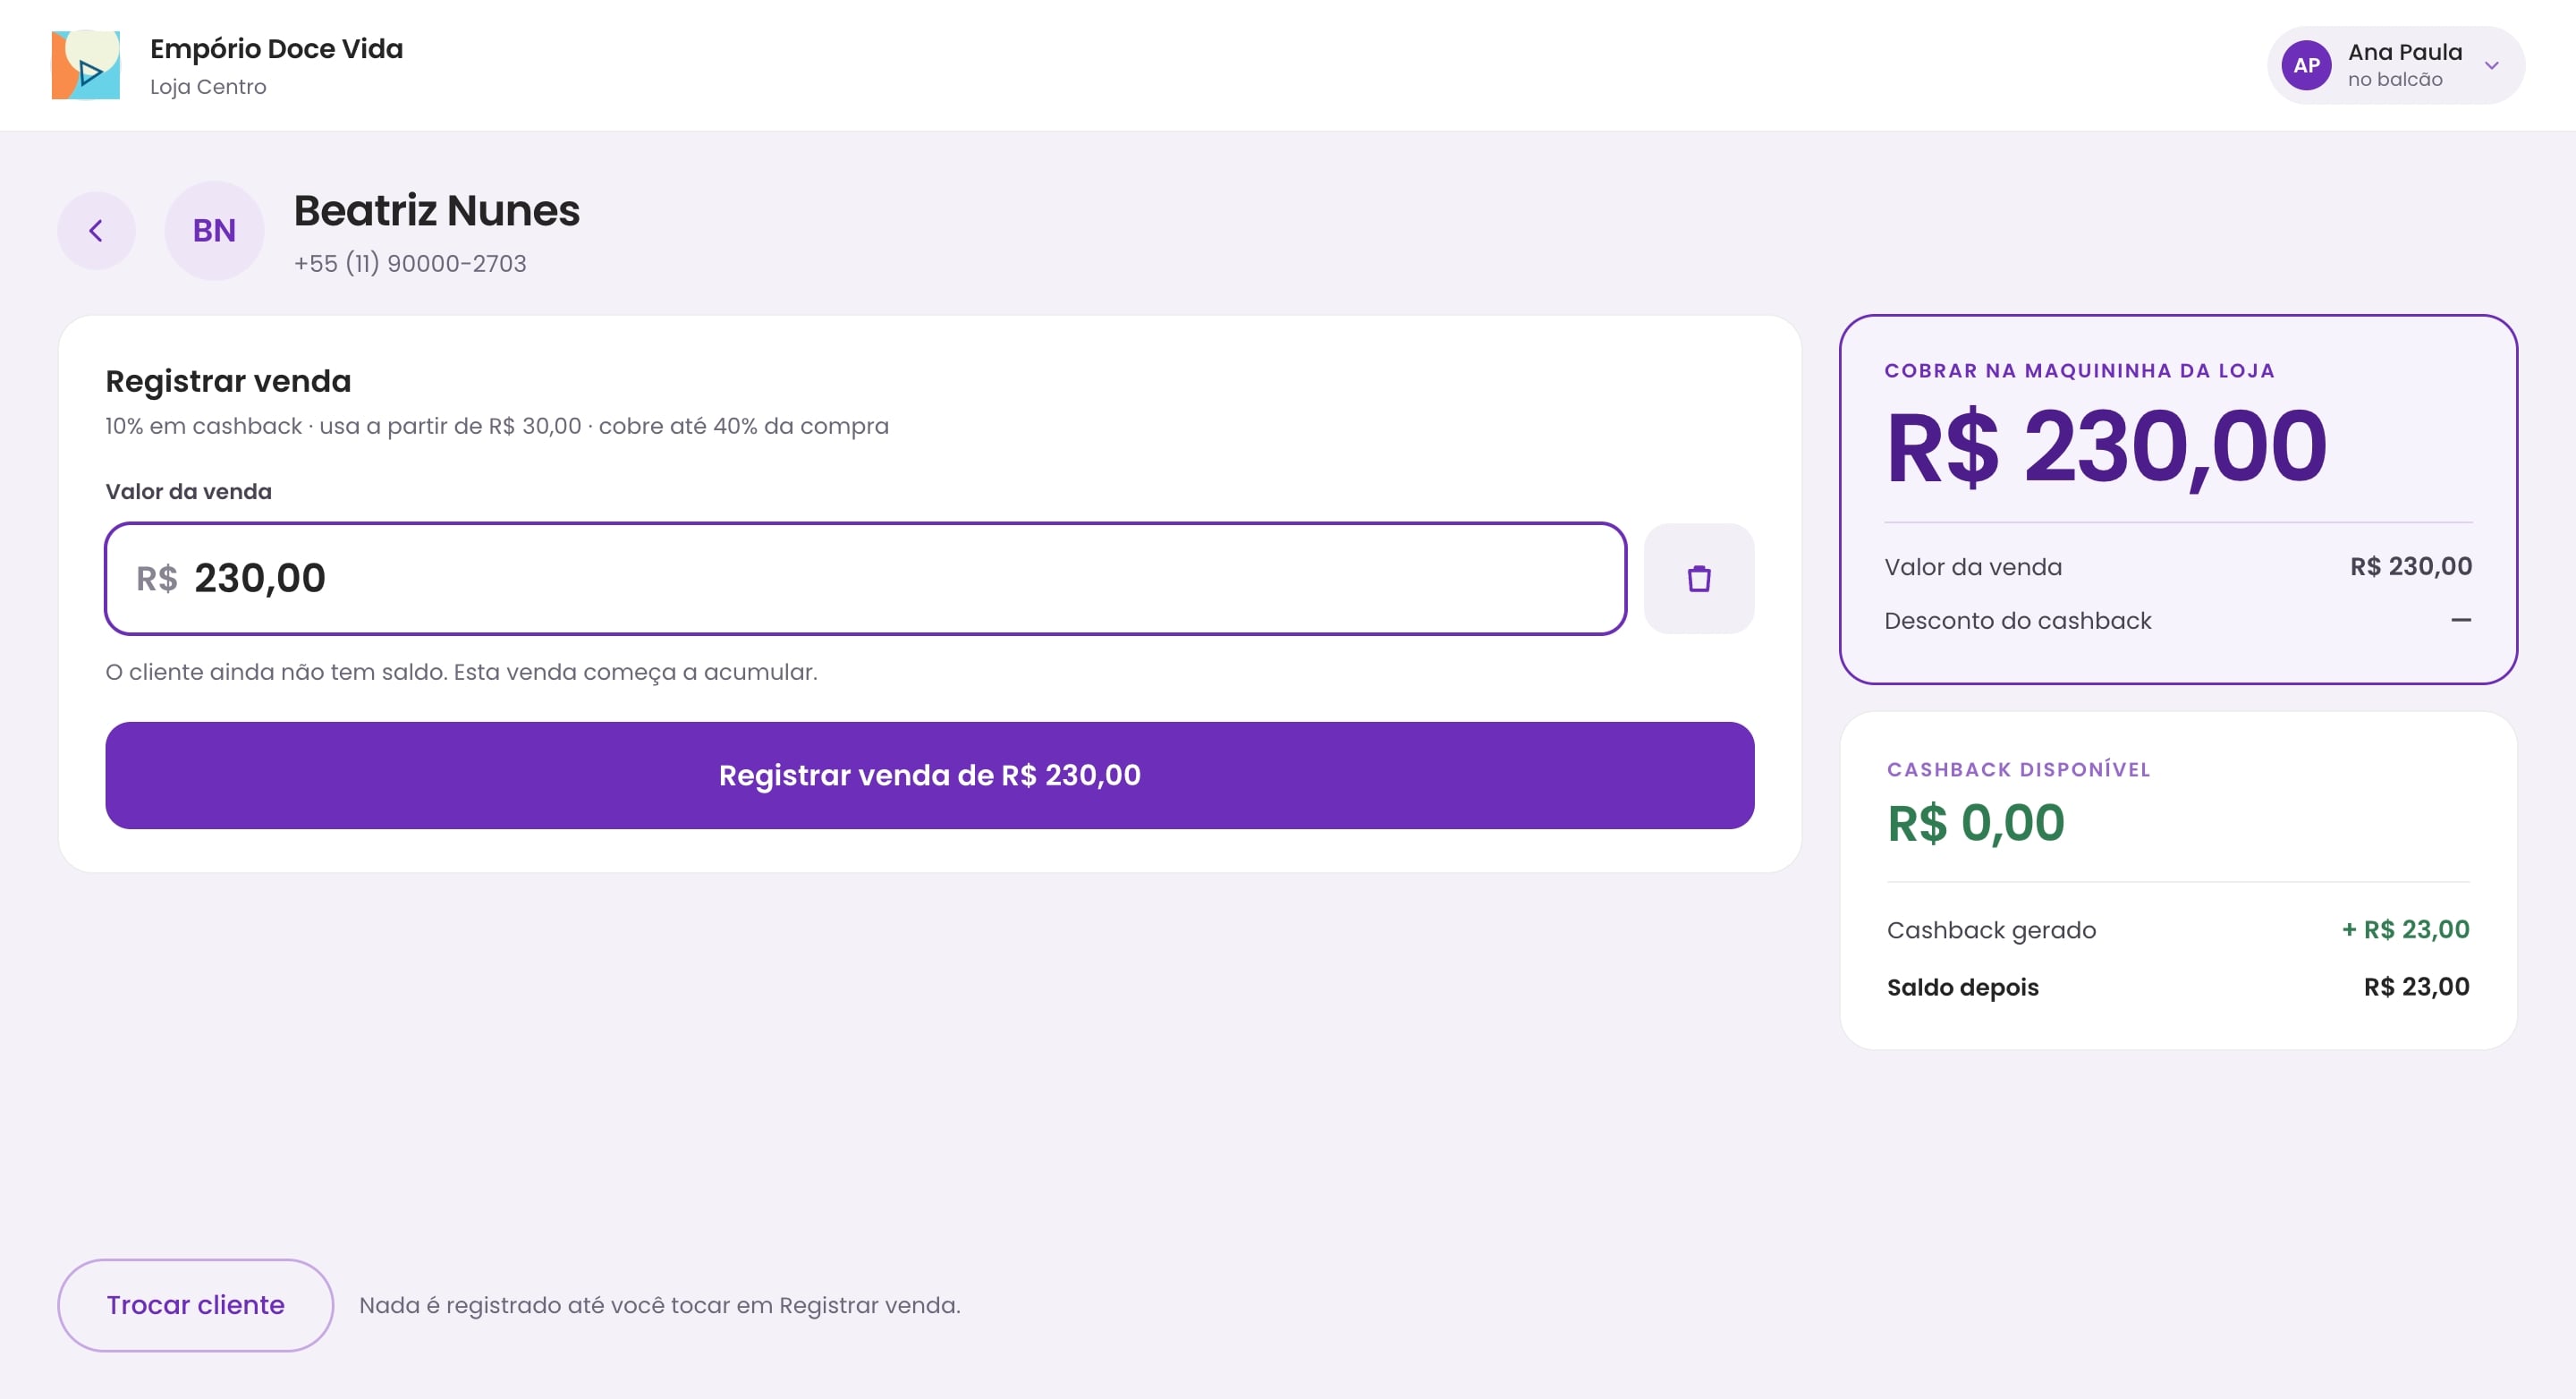 Empório Doce Vida
Loja Centro
AP
Ana Paula
no balcão
BN
Beatriz Nunes
+55 (11) 90000-2703
Registrar venda
10% em cashback · usa a partir de R$ 30,00 · cobre até 40% da compra
Valor da venda
R$ 230,00
O cliente ainda não tem saldo. Esta venda começa a acumular.
Registrar venda de R$ 230,00
COBRAR NA MAQUININHA DA LOJA
R$ 230,00
Valor da venda R$ 230,00
Desconto do cashback —
CASHBACK DISPONÍVEL
R$ 0,00
Cashback gerado + R$ 23,00
Saldo depois R$ 23,00
Trocar cliente
Nada é registrado até você tocar em Registrar venda.